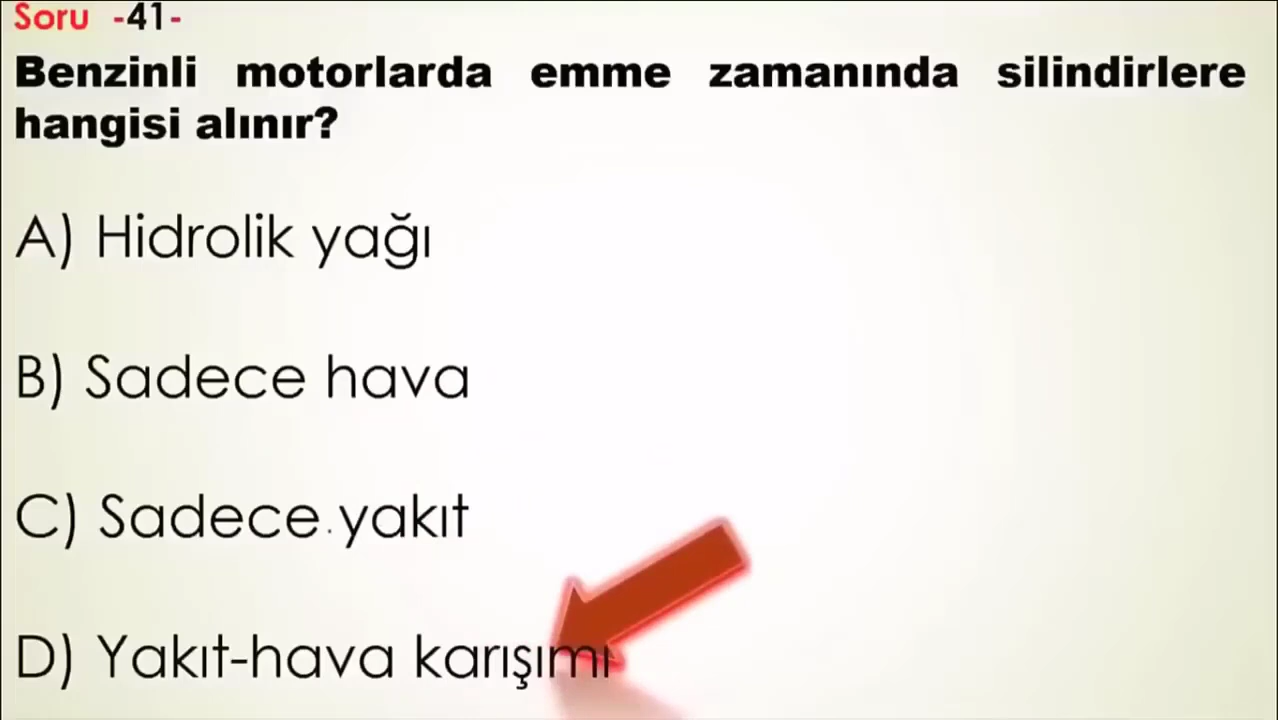 Soru -41-
Benzinli motorlarda emme zamanında silindirlere
hangisi alınır?
A) Hidrolik yağı
B) Sadece hava
C) Sadece yakıt
D) Yakıt-hava karışımı